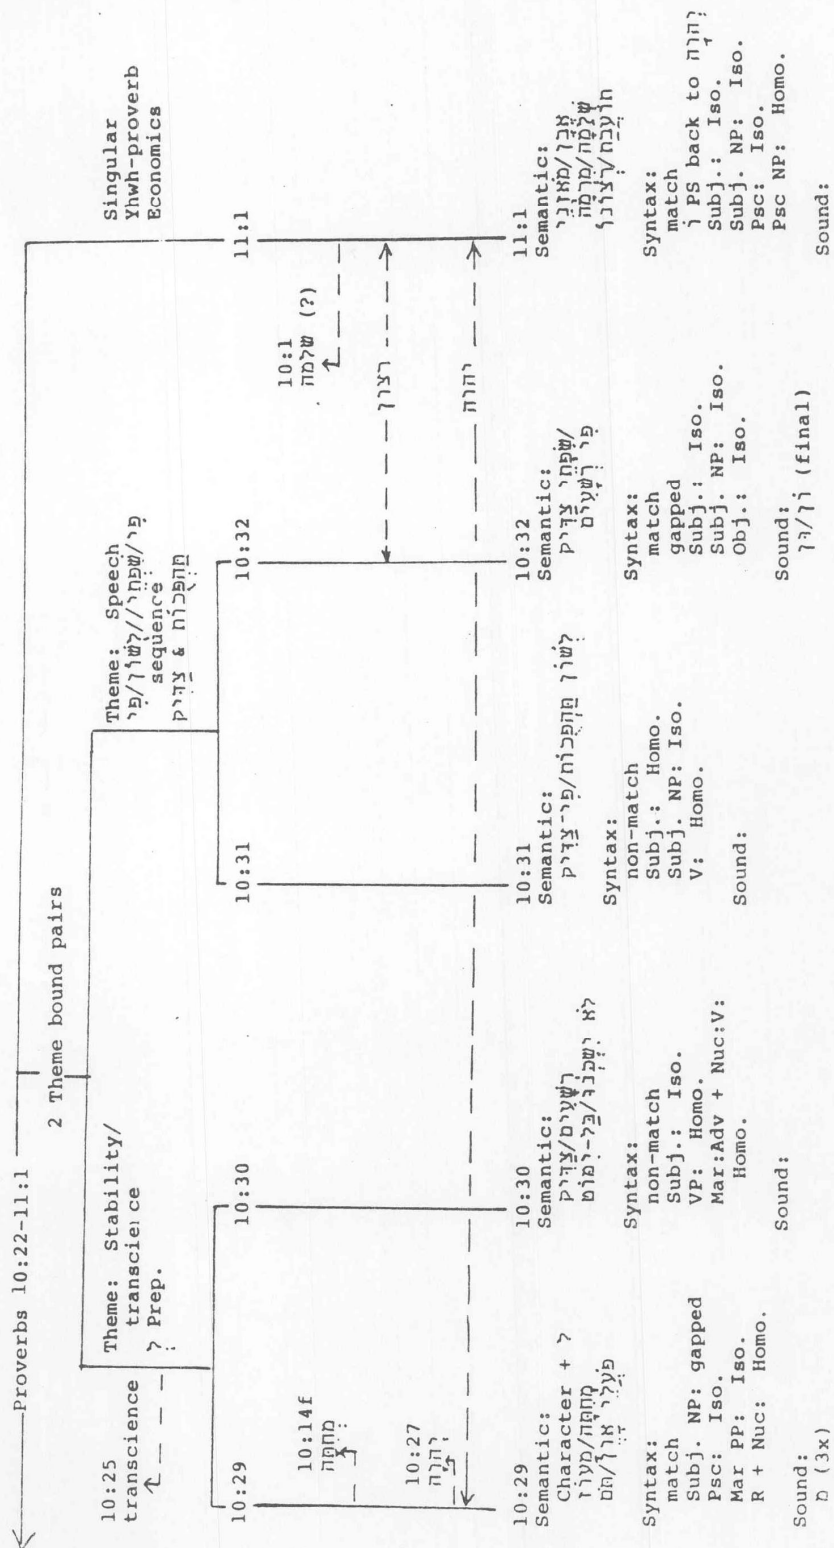 Proverbs 10:22-11:1
2 Theme bound pairs
Singular
Yhwh-proverb
Economics
10:25
transcience
Theme: Stability/
transcience
לְ Prep.
Theme: Speech
פי/שפתי//לשון/פי
sequence
תהפכות & צדיק
10:29
10:30
10:31
10:32
11:1
10:14f
מחתה
10:27
יהוה
10:1
שלמה (?)
רצון
יהוה
10:29
Semantic:
Character + ל
מחתה/מעוז
פעלי און/תם
Syntax:
match
Subj. NP: gapped
Psc: Iso.
Mar PP: Iso.
R + Nuc: Homo.
Sound:
מ (3x)
10:30
Semantic:
צדיק/רשעים
לא ישכנו/בל-ימוט
Syntax:
non-match
Subj.: Iso.
VP: Homo.
Mar:Adv + Nuc:V:
Homo.
Sound:
10:31
Semantic:
לשון תהפכות/פי-צדיק
Syntax:
non-match
Subj.: Homo.
Subj. NP: Iso.
V: Homo.
Sound:
10:32
Semantic:
שפתי צדיק/
פי רשעים
Syntax:
match
gapped
Subj.: Iso.
Subj. NP: Iso.
Obj.: Iso.
Sound:
(final)
11:1
Semantic:
אבן/מאזני
שלמה/מרמה
תועבת/רצונו
Syntax:
match
ו PS back to יהוה
Subj.: Iso.
Subj. NP: Iso.
Psc: Iso.
Psc NP: Homo.
Sound: